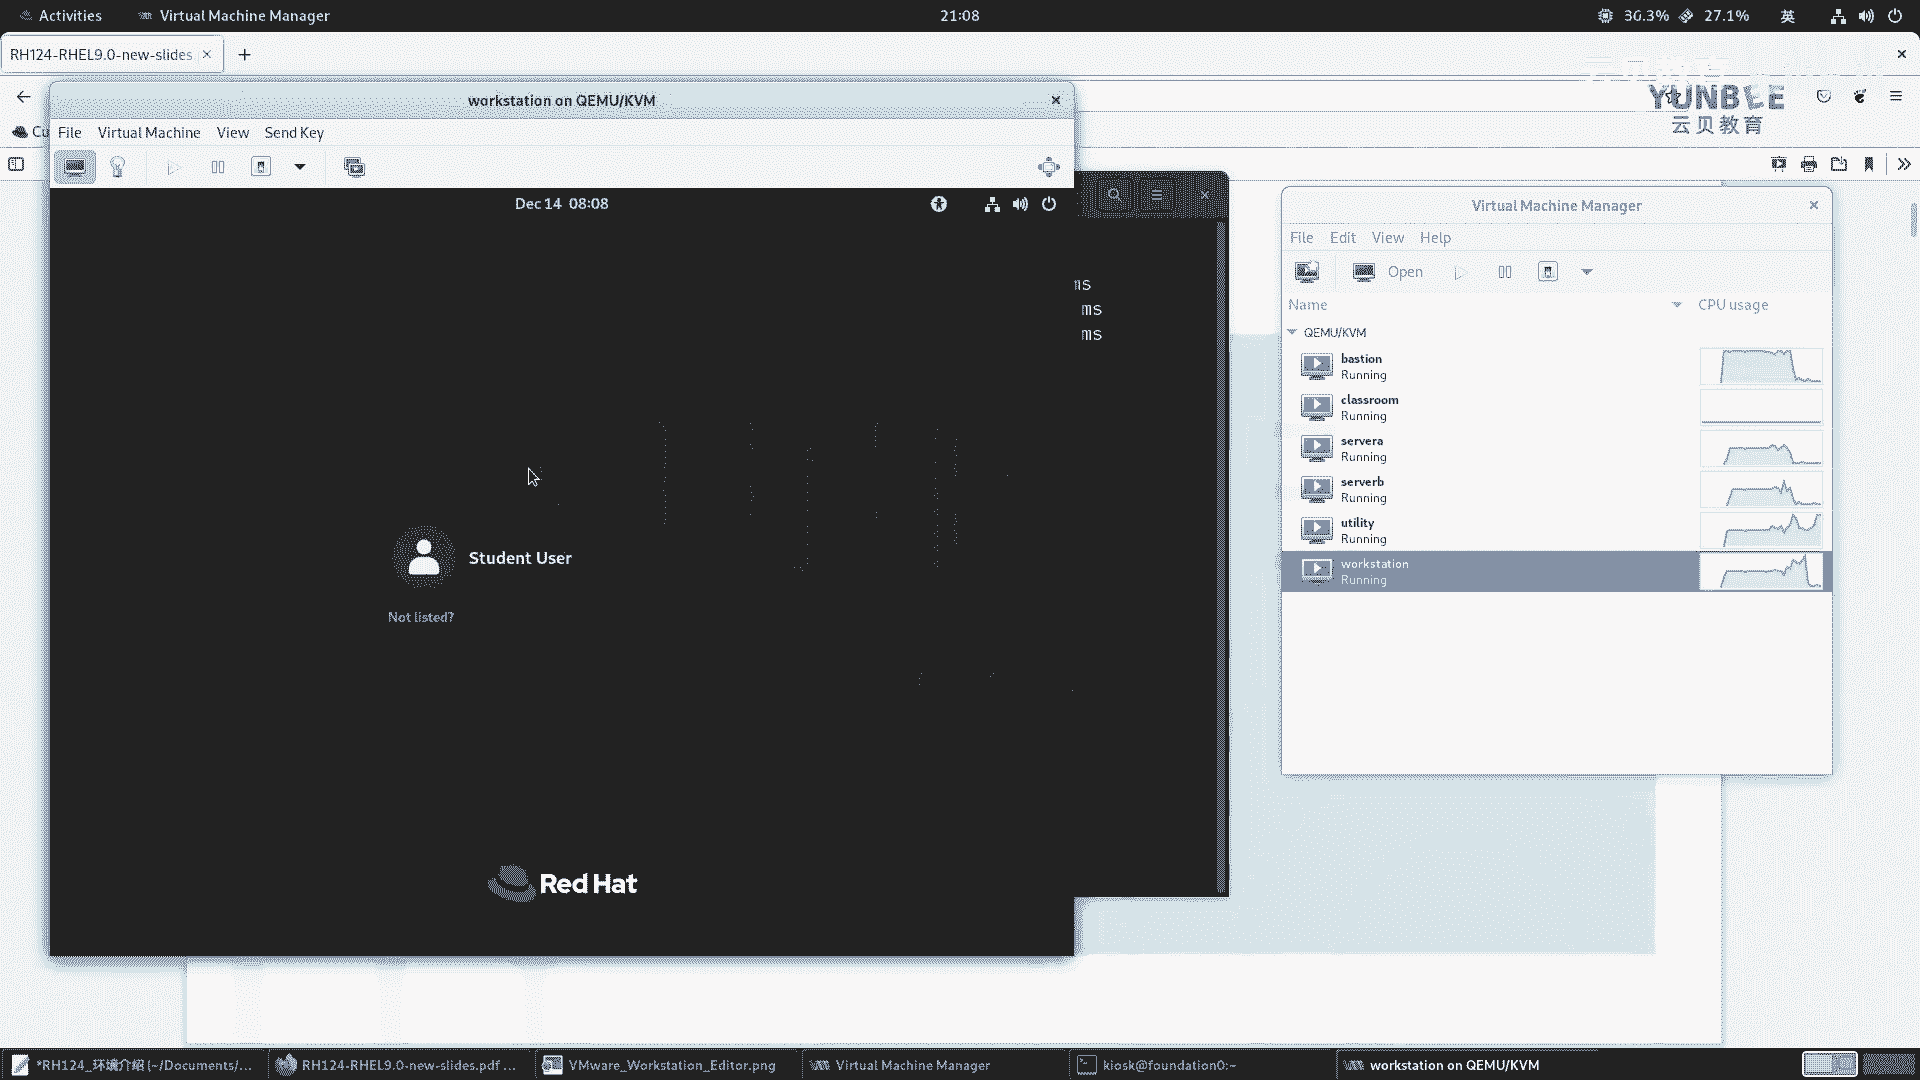 Activities
Virtual Machine Manager
21:08
30.3%
27.1%
英
RH124-RHEL9.0-new-slides
YUNBEE
云贝教育
workstation on QEMU/KVM
Cu
File Virtual Machine View Send Key
Dec 14 08:08
ms
ms
ms
Student User
Not listed?
Red Hat
Virtual Machine Manager
File Edit View Help
Open
Name
CPU usage
QEMU/KVM
bastion
Running
classroom
Running
servera
Running
serverb
Running
utility
Running
workstation
Running
*RH124_环境介绍 (~/Documents/...
RH124-RHEL9.0-new-slides.pdf ...
VMware_Workstation_Editor.png
Virtual Machine Manager
kiosk@foundation0:~
workstation on QEMU/KVM